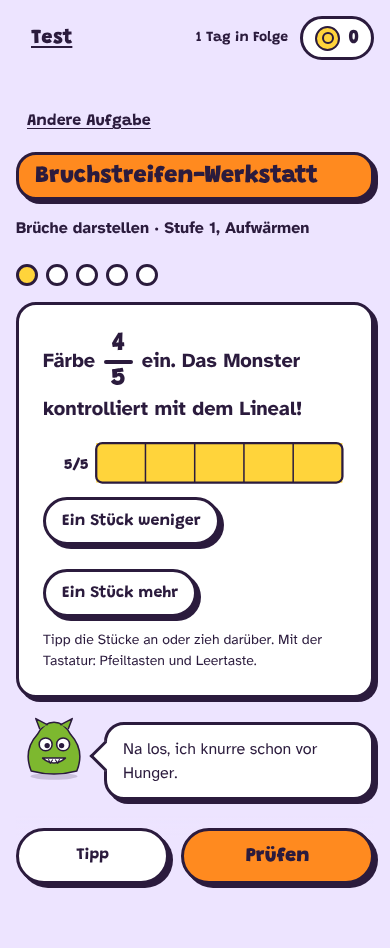 Test
1 Tag in Folge
0
Andere Aufgabe
Bruchstreifen-Werkstatt
Brüche darstellen · Stufe 1, Aufwärmen
Färbe 4/5 ein. Das Monster
kontrolliert mit dem Lineal!
5/5
Ein Stück weniger
Ein Stück mehr
Tipp die Stücke an oder zieh darüber. Mit der
Tastatur: Pfeiltasten und Leertaste.
Na los, ich knurre schon vor
Hunger.
Tipp
Prüfen